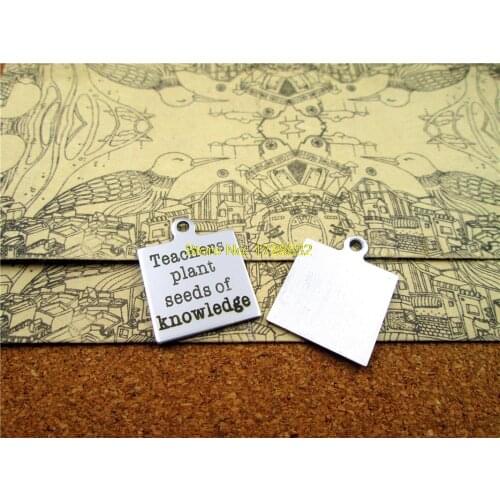 Teachers
plant
seeds of
knowledge